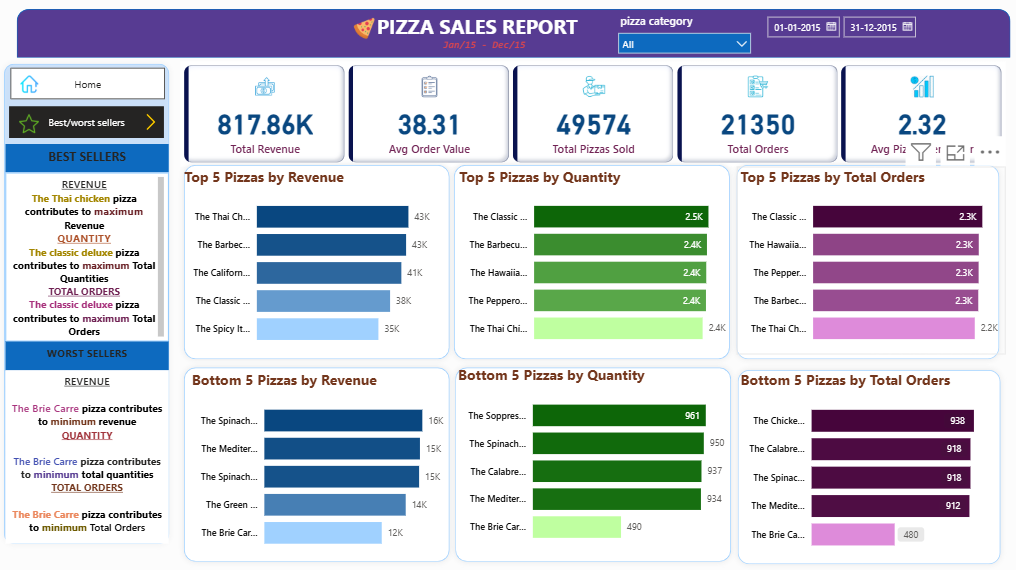 PIZZA SALES REPORT
Jan/15 - Dec/15
pizza category
All
01-01-2015
31-12-2015
Home
Best/worst sellers
BEST SELLERS
REVENUE
The Thai chicken pizza
contributes to maximum
Revenue
QUANTITY
The classic deluxe pizza
contributes to maximum Total
Quantities
TOTAL ORDERS
The classic deluxe pizza
contributes to maximum Total
Orders
WORST SELLERS
REVENUE
The Brie Carre pizza contributes
to minimum revenue
QUANTITY
The Brie Carre pizza contributes
to minimum total quantities
TOTAL ORDERS
The Brie Carre pizza contributes
to minimum Total Orders
817.86K
Total Revenue
38.31
Avg Order Value
49574
Total Pizzas Sold
21350
Total Orders
2.32
Avg
Top 5 Pizzas by Revenue
The Thai Ch... 43K
The Barbec... 43K
The Californ... 41K
The Classic ... 38K
The Spicy It... 35K
Top 5 Pizzas by Quantity
The Classic ... 2.5K
The Barbecu... 2.4K
The Hawaiia... 2.4K
The Peppero... 2.4K
The Thai Chi... 2.4K
Top 5 Pizzas by Total Orders
The Classic ... 2.3K
The Hawaiia... 2.3K
The Pepper... 2.3K
The Barbec... 2.3K
The Thai Ch... 2.2K
Bottom 5 Pizzas by Revenue
The Spinach... 16K
The Mediter... 15K
The Spinach... 15K
The Green ... 14K
The Brie Car... 12K
Bottom 5 Pizzas by Quantity
The Soppres... 961
The Spinach... 950
The Calabre... 937
The Mediter... 934
The Brie Car... 490
Bottom 5 Pizzas by Total Orders
The Chicke... 938
The Calabre... 918
The Spinac... 918
The Medite... 912
The Brie Ca... 480